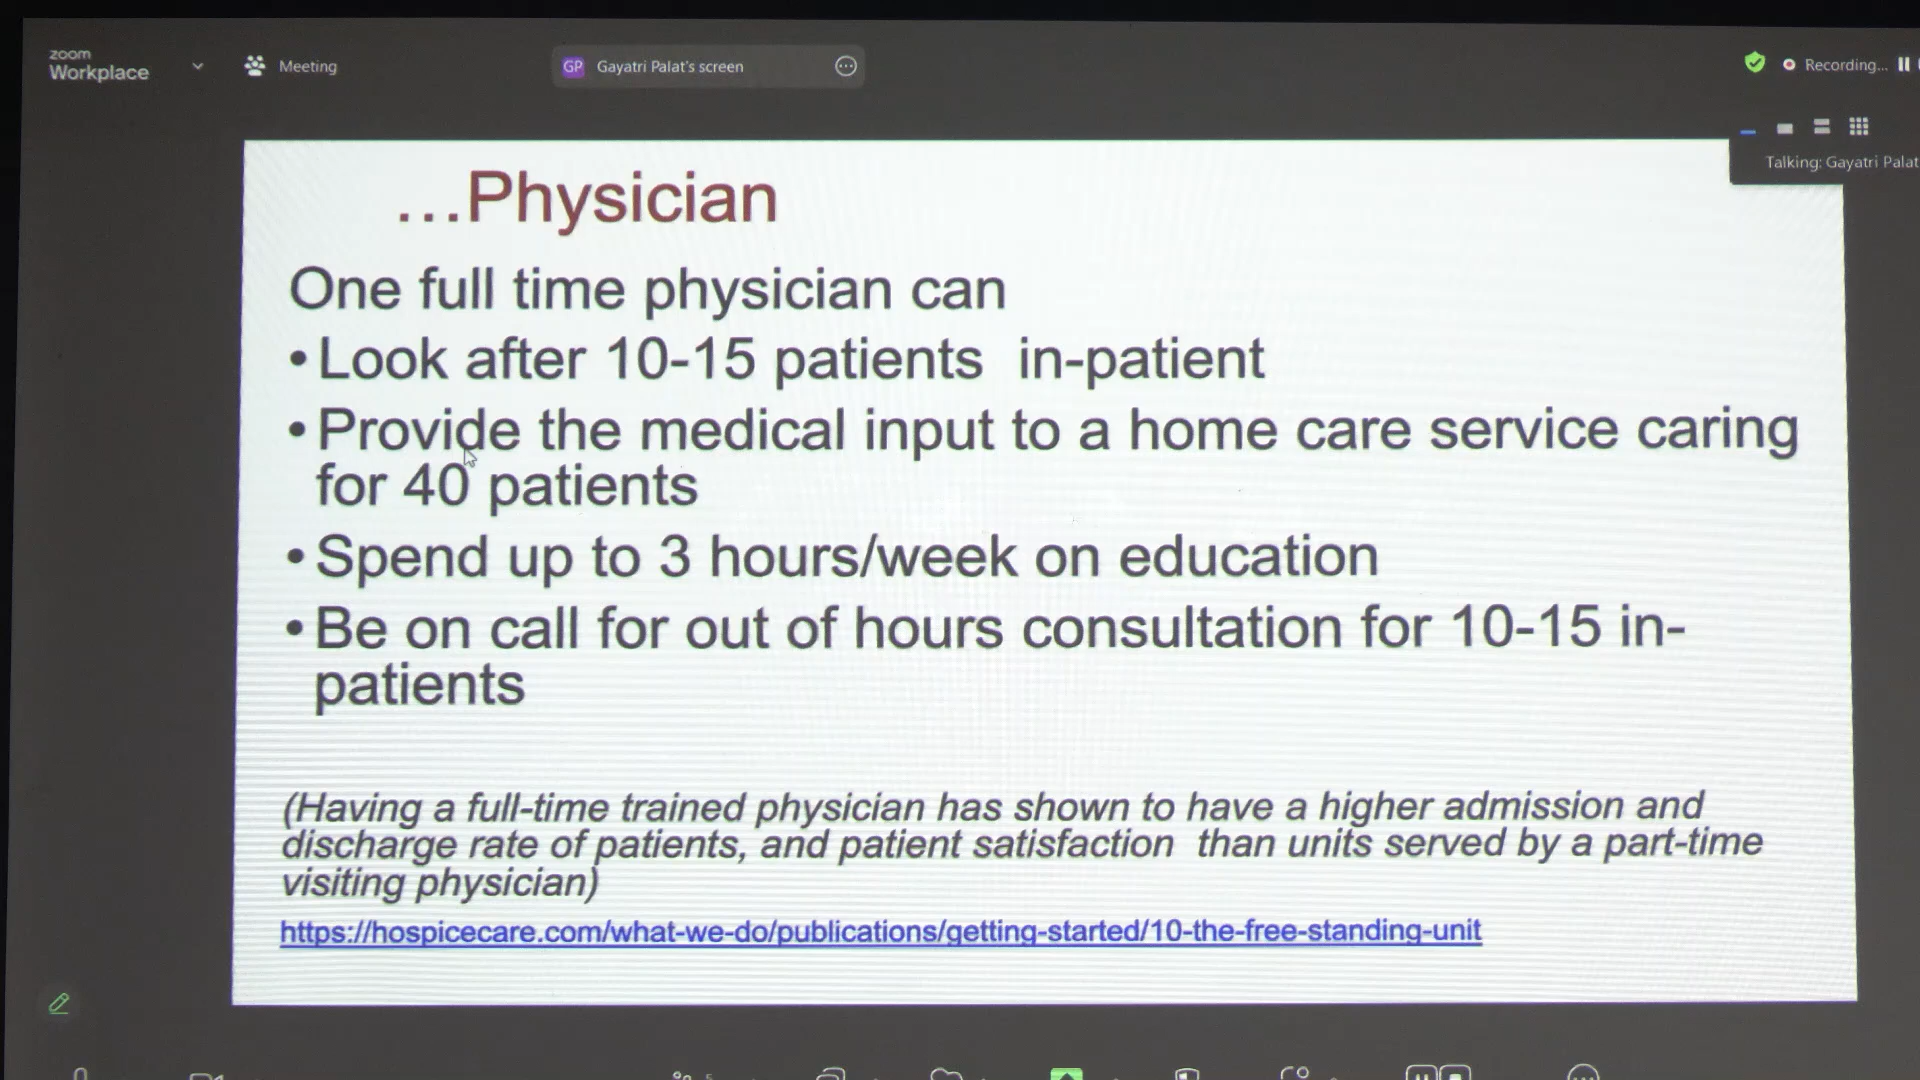 zoom
Workplace
Meeting
GP Gayatri Palat's screen
Recording...
Talking: Gayatri Palat
...Physician
One full time physician can
•Look after 10-15 patients  in-patient
•Provide the medical input to a home care service caring
for 40 patients
•Spend up to 3 hours/week on education
•Be on call for out of hours consultation for 10-15 in-
patients
(Having a full-time trained physician has shown to have a higher admission and
discharge rate of patients, and patient satisfaction  than units served by a part-time
visiting physician)
https://hospicecare.com/what-we-do/publications/getting-started/10-the-free-standing-unit